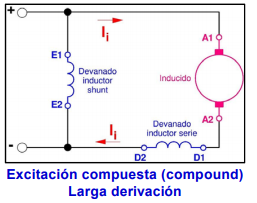 +
Ii
A1
E1
Devanado
inductor
shunt
Inducido
E2
A2
Devanado
inductor serie
Ii
-
D2
D1
Excitación compuesta (compound)
Larga derivación